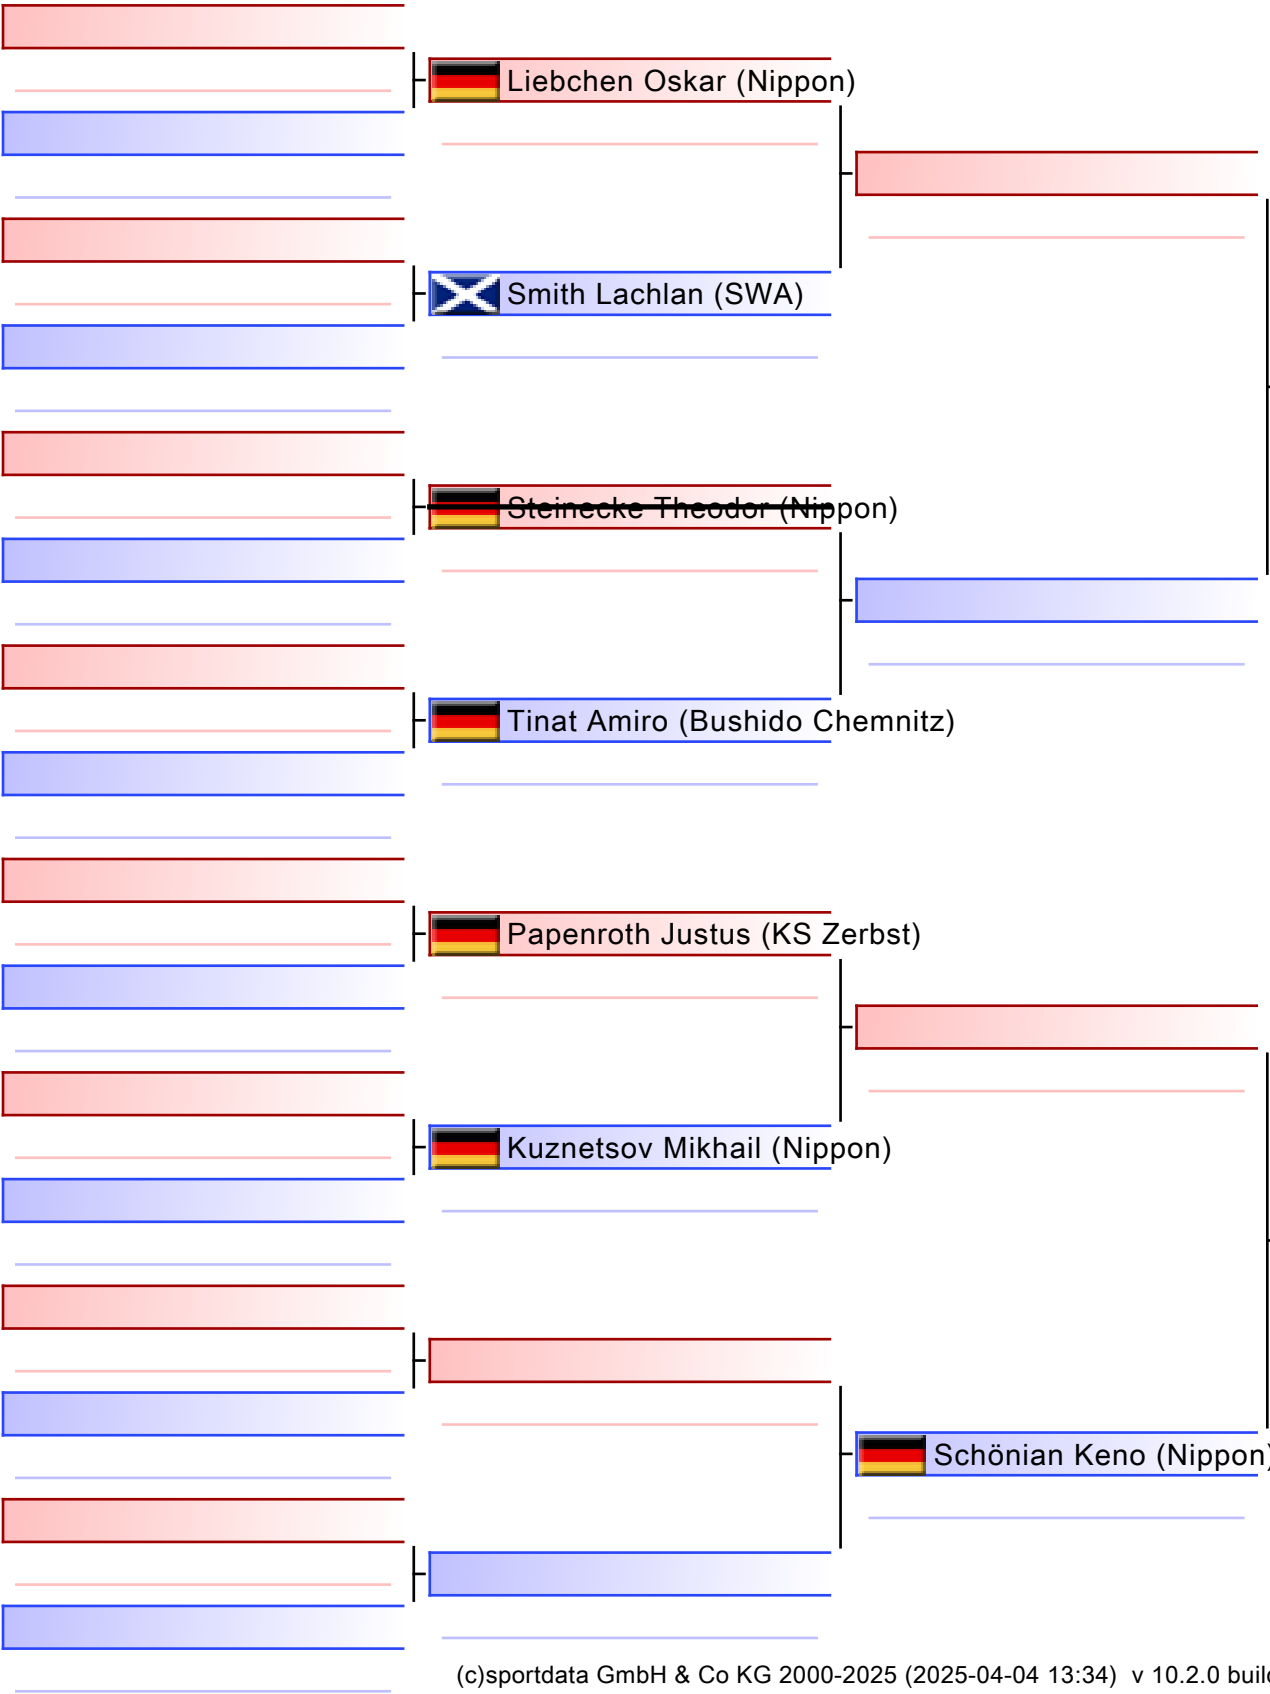 Liebchen Oskar (Nippon)
Smith Lachlan (SWA)
Steinecke Theodor (Nippon)
Tinat Amiro (Bushido Chemnitz)
Papenroth Justus (KS Zerbst)
Kuznetsov Mikhail (Nippon)
Schönian Keno (Nippon)
(c)sportdata GmbH & Co KG 2000-2025 (2025-04-04 13:34) v 10.2.0 build